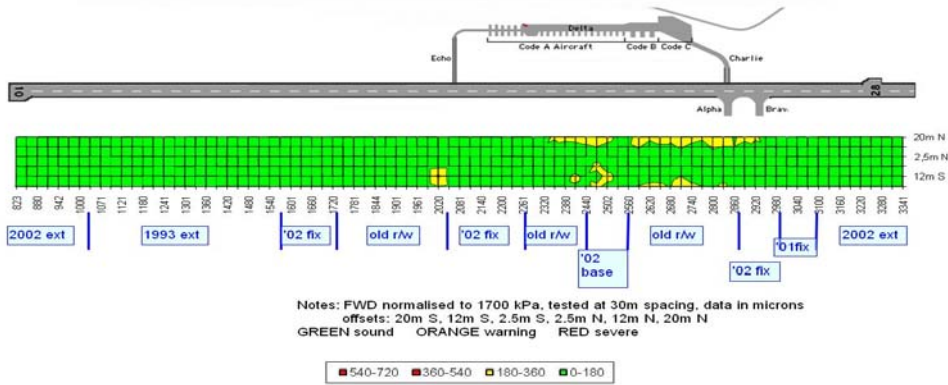 Delta
Code A Aircraft
Code B
Code C
Echo
Charlie
10
28
Alpha
Brav
20m N
2,5m N
12m S
823
880
942
1000
1071
1121
1180
1241
1301
1360
1420
1480
1540
1601
1660
1720
1781
1844
1901
1961
2020
2081
2140
2200
2261
2320
2380
2440
2502
2560
2620
2680
2740
2800
2860
2920
2980
3040
3100
3160
3220
3280
3341
2002 ext
1993 ext
'02 fix
old r/w
'02 fix
old r/w
'02
base
old r/w
'02 fix
'01fix
2002 ext
Notes: FWD normalised to 1700 kPa, tested at 30m spacing, data in microns
offsets: 20m S, 12m S, 2.5m S, 2.5m N, 12m N, 20m N
GREEN sound ORANGE warning RED severe
540-720 360-540 180-360 0-180